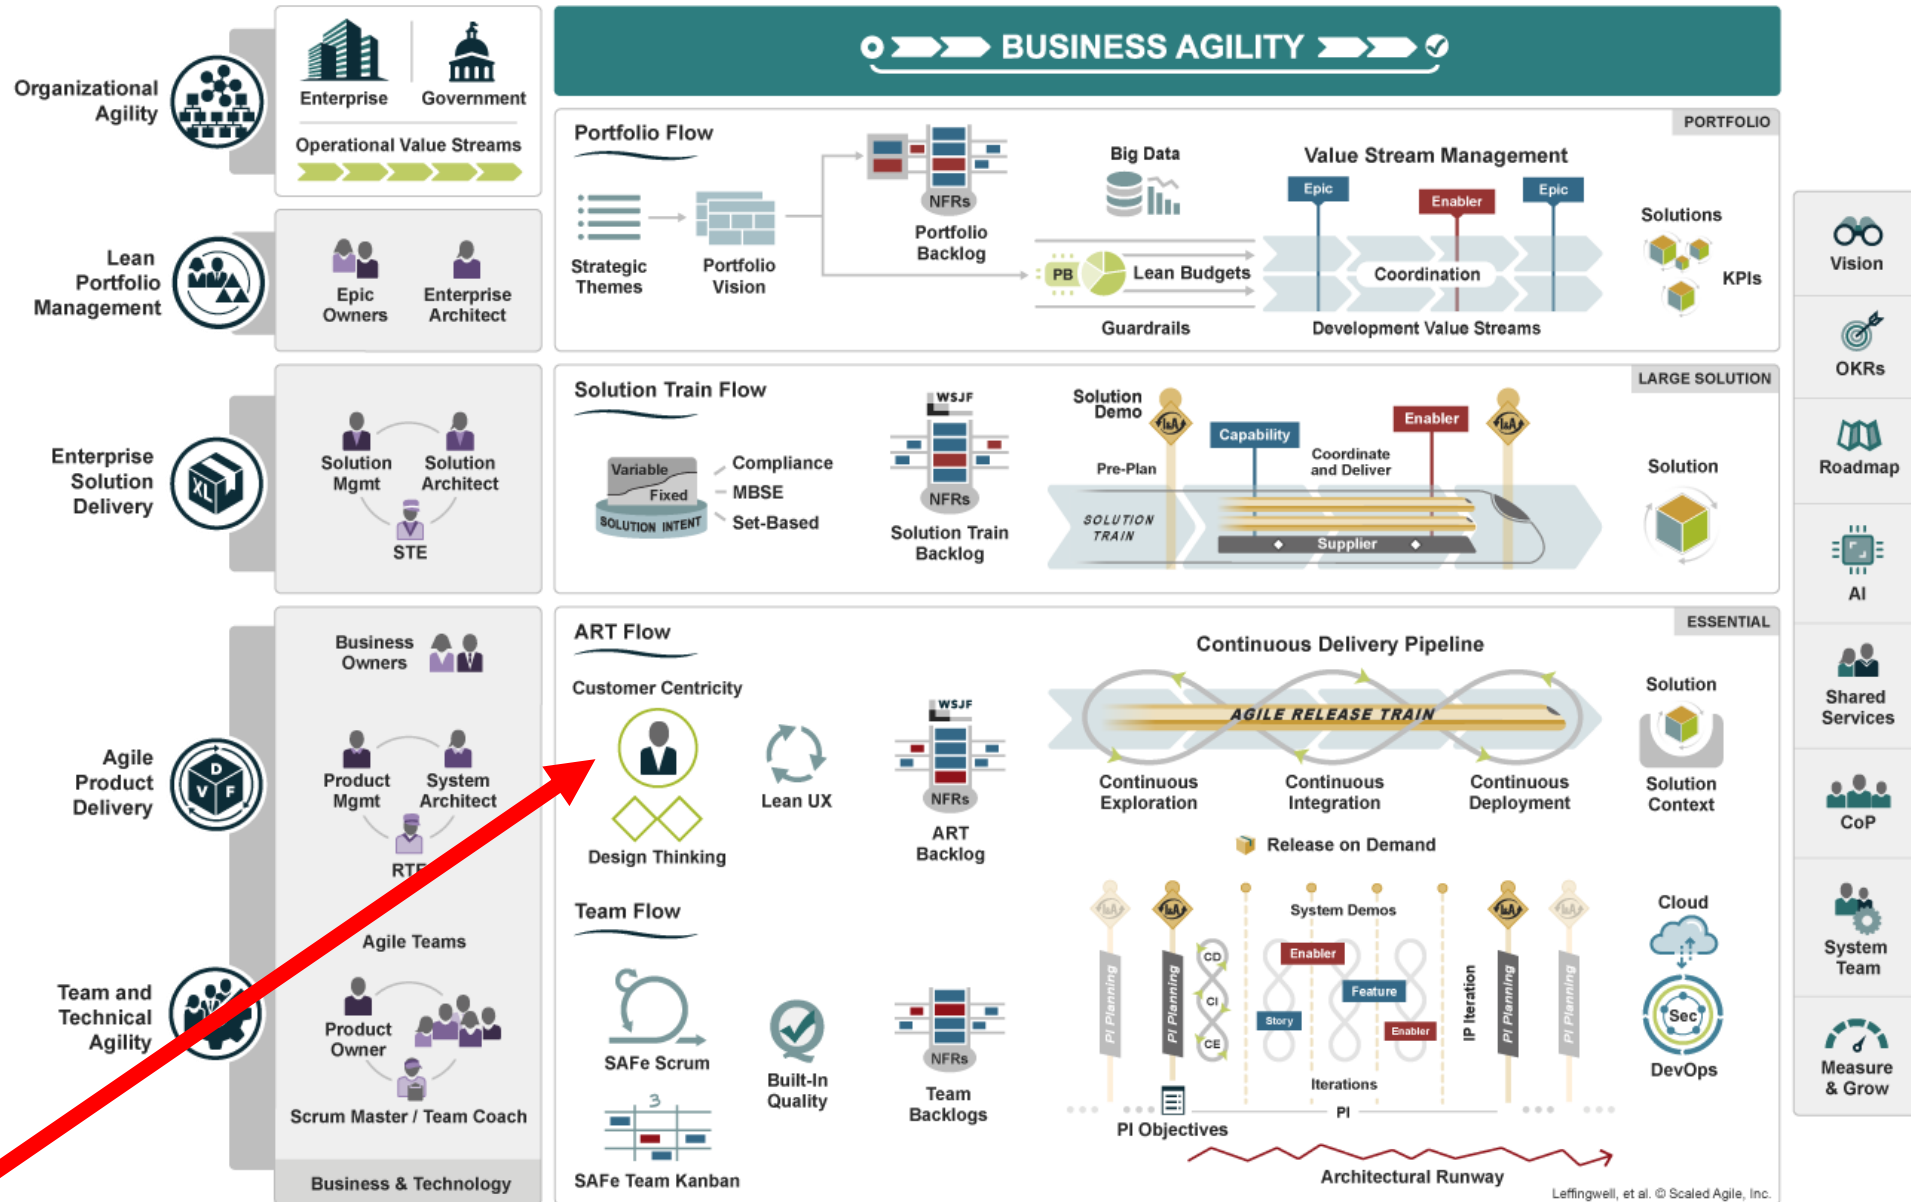 Organizational
Agility
Enterprise
Government
Operational Value Streams
BUSINESS AGILITY
Lean
Portfolio
Management
Epic
Owners
Enterprise
Architect
PORTFOLIO
Portfolio Flow
Strategic
Themes
Portfolio
Vision
NFRs
Portfolio
Backlog
Big Data
PB
Lean Budgets
Guardrails
Value Stream Management
Epic
Enabler
Epic
Coordination
Development Value Streams
Solutions
KPIs
Enterprise
Solution
Delivery
XL
Solution
Mgmt
Solution
Architect
STE
LARGE SOLUTION
Solution Train Flow
Variable
Fixed
SOLUTION INTENT
Compliance
MBSE
Set-Based
WSJF
NFRs
Solution Train
Backlog
Solution
Demo
I&A
Pre-Plan
Capability
Coordinate
and Deliver
Enabler
I&A
SOLUTION
TRAIN
Supplier
Solution
Agile
Product
Delivery
D
V F
Business
Owners
Product
Mgmt
System
Architect
RTE
ESSENTIAL
ART Flow
Customer Centricity
Design Thinking
Lean UX
WSJF
NFRs
ART
Backlog
Continuous Delivery Pipeline
AGILE RELEASE TRAIN
Continuous
Exploration
Continuous
Integration
Continuous
Deployment
Release on Demand
Solution
Solution
Context
Team and
Technical
Agility
Agile Teams
Product
Owner
Scrum Master / Team Coach
Business & Technology
Team Flow
SAFe Scrum
3
SAFe Team Kanban
Built-In
Quality
NFRs
Team
Backlogs
I&A
I&A
System Demos
I&A
I&A
PI Planning
PI Planning
CD
CI
CE
Enabler
Story
Feature
Enabler
IP Iteration
PI Planning
PI Planning
Iterations
PI
PI Objectives
Architectural Runway
Cloud
Sec
DevOps
Leffingwell, et al. © Scaled Agile, Inc.
Vision
OKRs
Roadmap
AI
Shared
Services
CoP
System
Team
Measure
& Grow